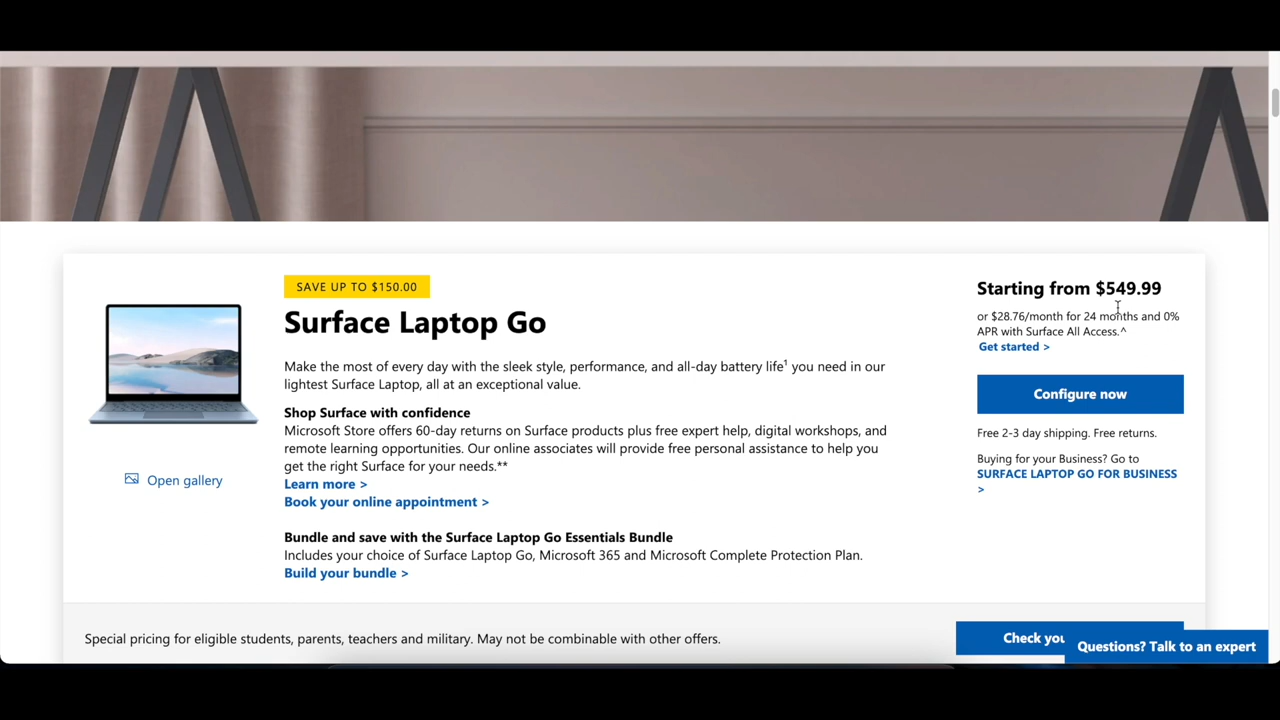 SAVE UP TO $150.00
Surface Laptop Go
Make the most of every day with the sleek style, performance, and all-day battery life¹ you need in our
lightest Surface Laptop, all at an exceptional value.
Shop Surface with confidence
Microsoft Store offers 60-day returns on Surface products plus free expert help, digital workshops, and
remote learning opportunities. Our online associates will provide free personal assistance to help you
get the right Surface for your needs.**
Learn more >
Book your online appointment >
Bundle and save with the Surface Laptop Go Essentials Bundle
Includes your choice of Surface Laptop Go, Microsoft 365 and Microsoft Complete Protection Plan.
Build your bundle >
Open gallery
Starting from $549.99
or $28.76/month for 24 months and 0%
APR with Surface All Access.^
Get started >
Configure now
Free 2-3 day shipping. Free returns.
Buying for your Business? Go to
SURFACE LAPTOP GO FOR BUSINESS
>
Special pricing for eligible students, parents, teachers and military. May not be combinable with other offers.
Check you
Questions? Talk to an expert